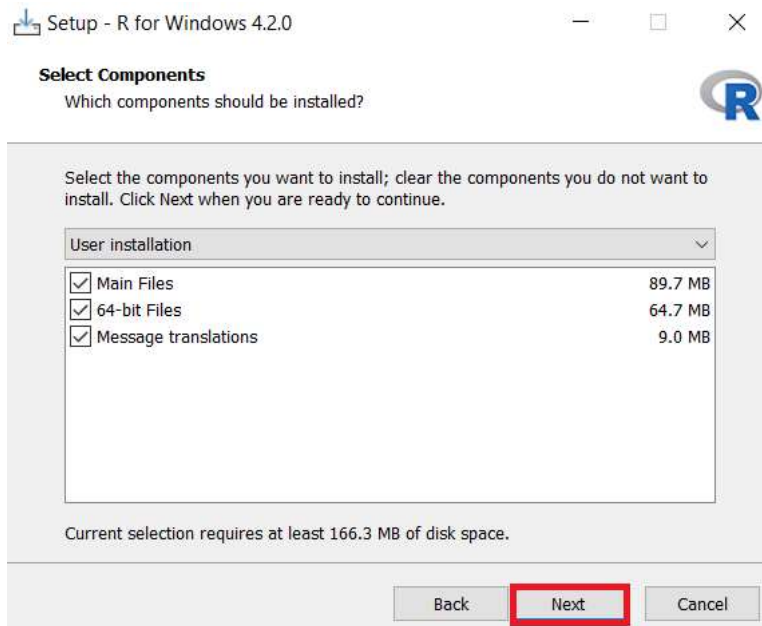 Setup - R for Windows 4.2.0
Select Components
Which components should be installed?
R
Select the components you want to install; clear the components you do not want to
install. Click Next when you are ready to continue.
User installation
Main Files 89.7 MB
64-bit Files 64.7 MB
Message translations 9.0 MB
Current selection requires at least 166.3 MB of disk space.
Back Next Cancel